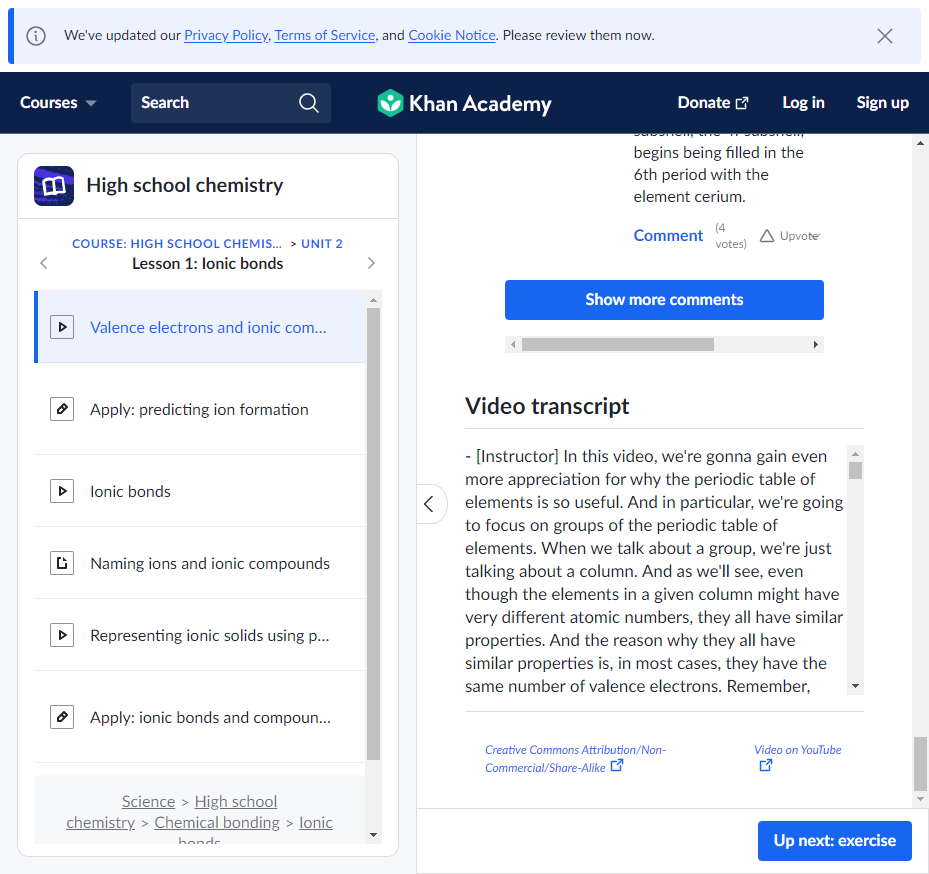 We've updated our Privacy Policy, Terms of Service, and Cookie Notice. Please review them now.
Courses
Search
Khan Academy
Donate
Log in
Sign up
High school chemistry
COURSE: HIGH SCHOOL CHEMIS... > UNIT 2
Lesson 1: Ionic bonds
Valence electrons and ionic com...
Apply: predicting ion formation
Ionic bonds
Naming ions and ionic compounds
Representing ionic solids using p...
Apply: ionic bonds and compoun...
Science > High school
chemistry > Chemical bonding > Ionic
bonds
subshell, the 4f subshell,
begins being filled in the
6th period with the
element cerium.
Comment
(4
votes)
Upvote
Show more comments
Video transcript
- [Instructor] In this video, we're gonna gain even
more appreciation for why the periodic table of
elements is so useful. And in particular, we're going
to focus on groups of the periodic table of
elements. When we talk about a group, we're just
talking about a column. And as we'll see, even
though the elements in a given column might have
very different atomic numbers, they all have similar
properties. And the reason why they all have
similar properties is, in most cases, they have the
same number of valence electrons. Remember,
Creative Commons Attribution/Non-
Commercial/Share-Alike
Video on YouTube
Up next: exercise